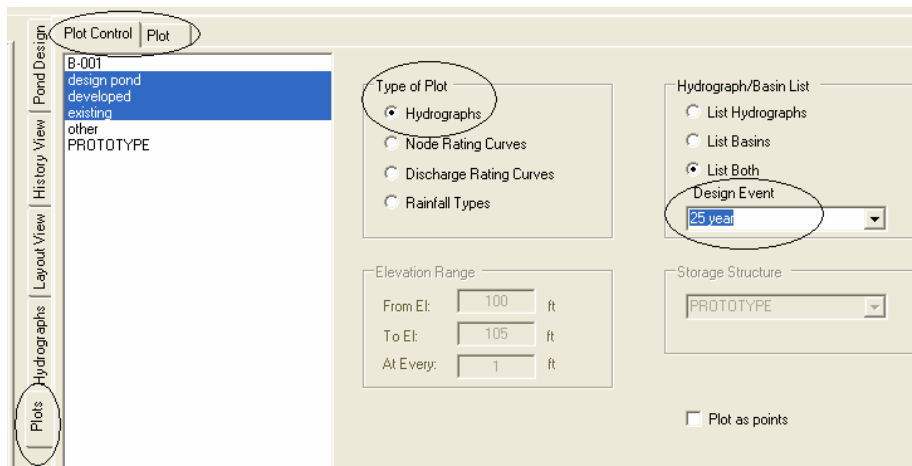 Plot Control
Plot
Pond Design
History View
Layout View
Hydrographs
Plots
B-001
design pond
developed
existing
other
PROTOTYPE
Type of Plot
Hydrographs
Node Rating Curves
Discharge Rating Curves
Rainfall Types
Hydrograph/Basin List
List Hydrographs
List Basins
List Both
Design Event
25 year
Elevation Range
From El: 100 ft
To El: 105 ft
At Every: 1 ft
Storage Structure
PROTOTYPE
Plot as points